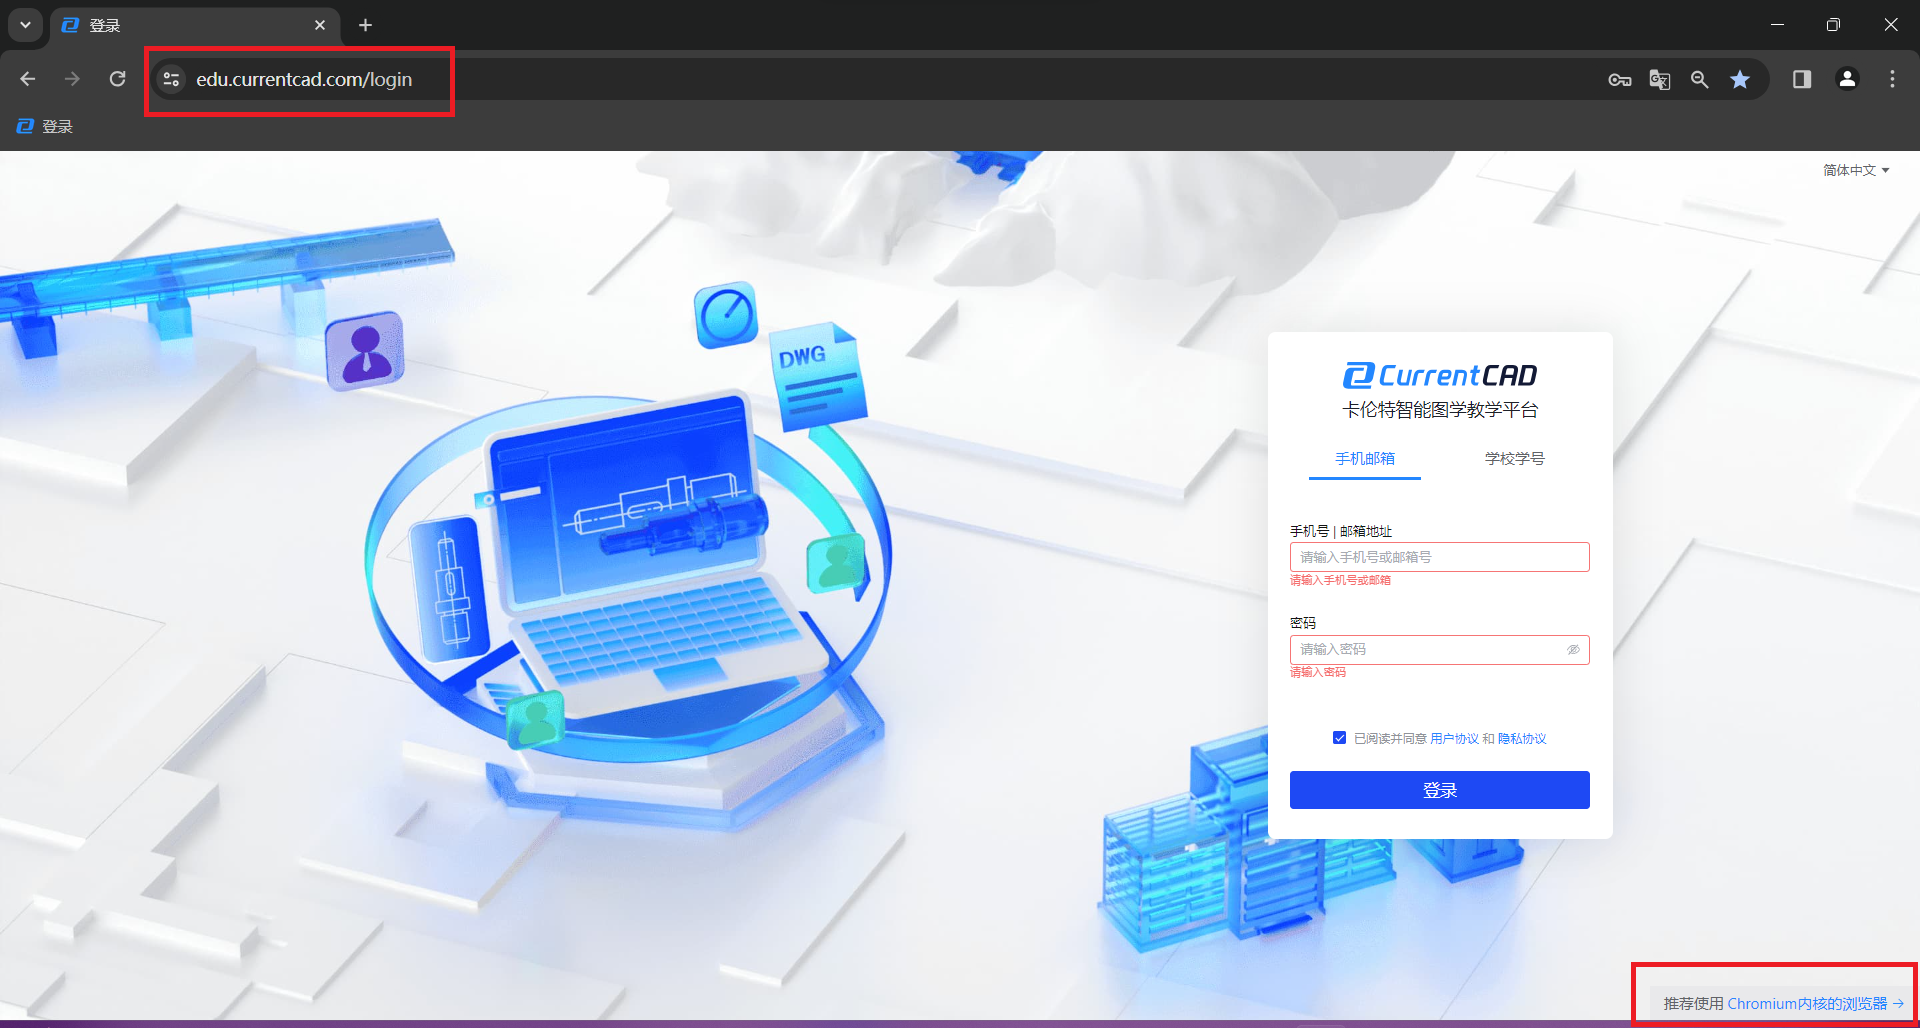 登录
edu.currentcad.com/login
登录
简体中文
DWG
CurrentCAD
卡伦特智能图学教学平台
手机邮箱 学校学号
手机号 | 邮箱地址
请输入手机号或邮箱号
请输入手机号或邮箱
密码
请输入密码
请输入密码
已阅读并同意 用户协议 和 隐私协议
登录
推荐使用 Chromium内核的浏览器 →